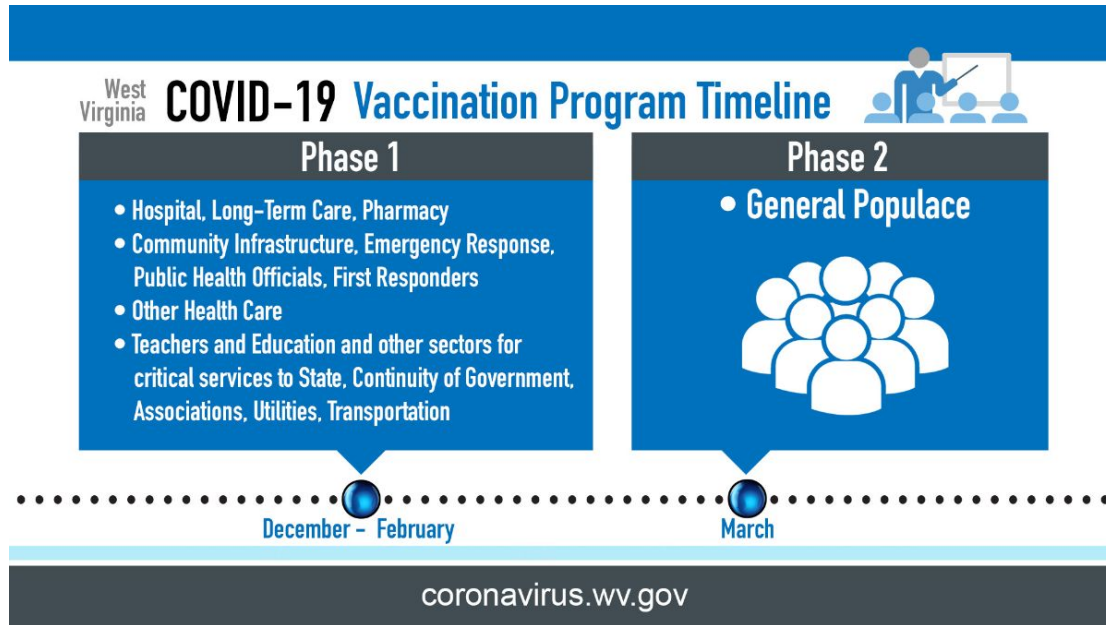 West
Virginia
COVID-19 Vaccination Program Timeline
Phase 1
• Hospital, Long-Term Care, Pharmacy
• Community Infrastructure, Emergency Response,
Public Health Officials, First Responders
• Other Health Care
• Teachers and Education and other sectors for
critical services to State, Continuity of Government,
Associations, Utilities, Transportation
Phase 2
• General Populace
December - February
March
coronavirus.wv.gov